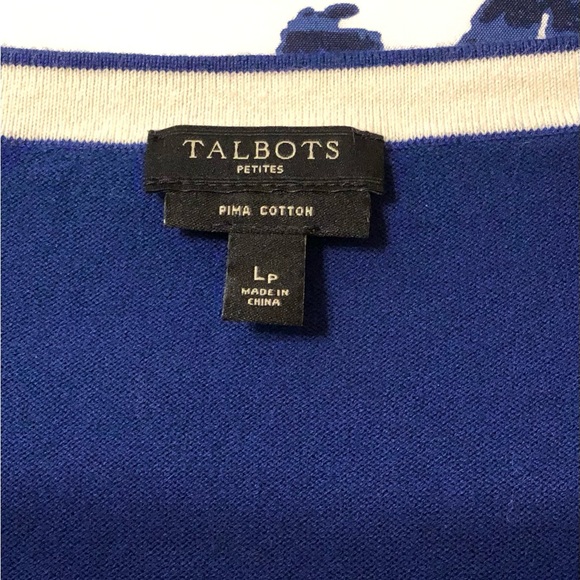 TALBOTS
PETITES
PIMA COTTON
LP
MADE IN
CHINA